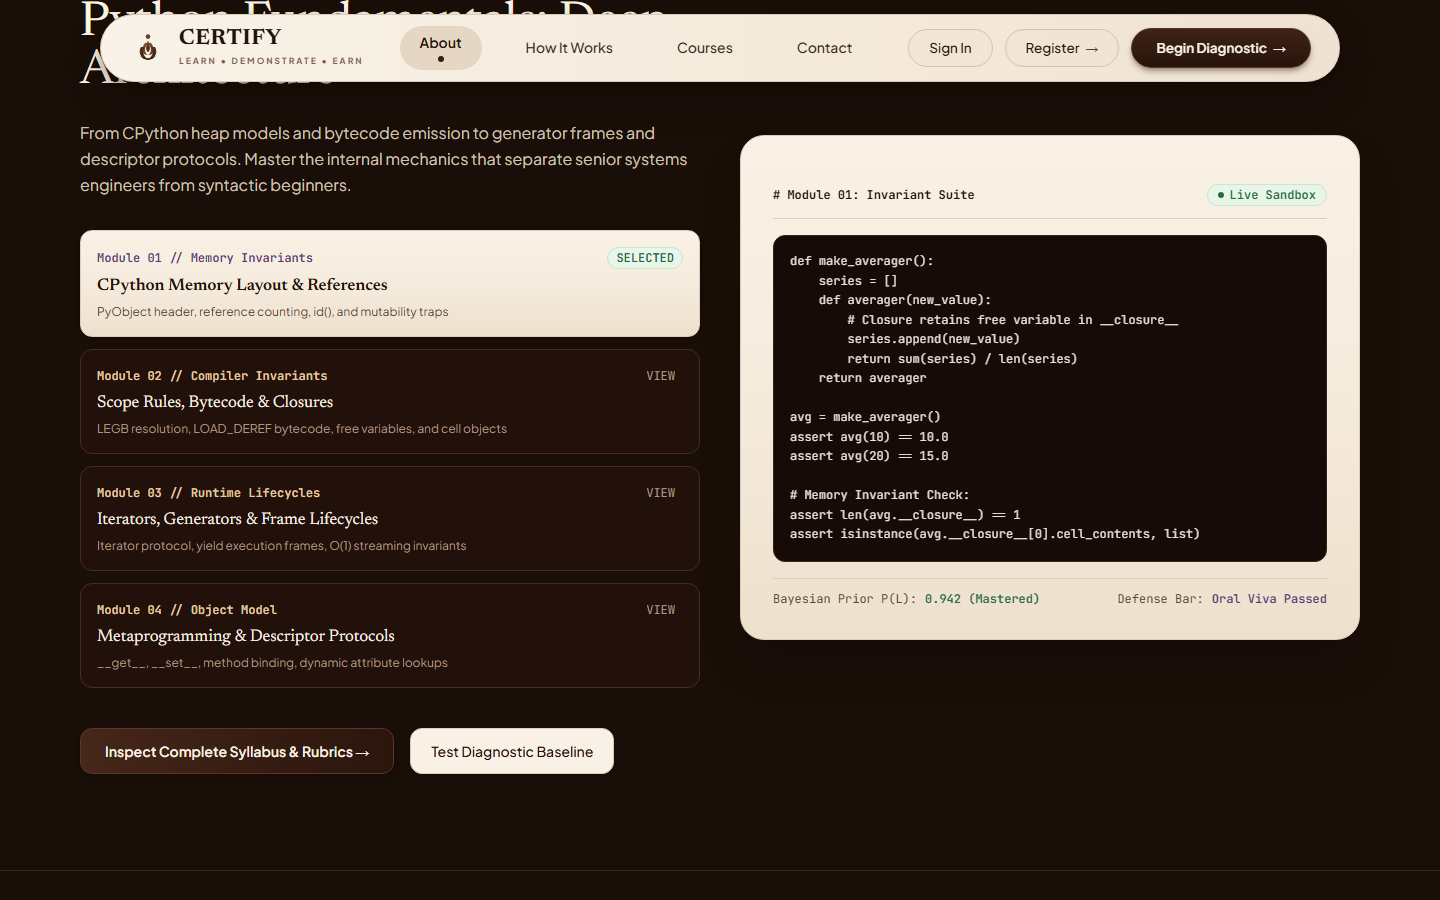 Python Fundamentals: Deep
Architecture
CERTIFY
LEARN • DEMONSTRATE • EARN
About
How It Works
Courses
Contact
Sign In
Register →
Begin Diagnostic →
From CPython heap models and bytecode emission to generator frames and
descriptor protocols. Master the internal mechanics that separate senior systems
engineers from syntactic beginners.
Module 01 // Memory Invariants
SELECTED
CPython Memory Layout & References
PyObject header, reference counting, id(), and mutability traps
Module 02 // Compiler Invariants
VIEW
Scope Rules, Bytecode & Closures
LEGB resolution, LOAD_DEREF bytecode, free variables, and cell objects
Module 03 // Runtime Lifecycles
VIEW
Iterators, Generators & Frame Lifecycles
Iterator protocol, yield execution frames, O(1) streaming invariants
Module 04 // Object Model
VIEW
Metaprogramming & Descriptor Protocols
__get__, __set__, method binding, dynamic attribute lookups
Inspect Complete Syllabus & Rubrics →
Test Diagnostic Baseline
# Module 01: Invariant Suite
Live Sandbox
def make_averager():
    series = []
    def averager(new_value):
        # Closure retains free variable in __closure__
        series.append(new_value)
        return sum(series) / len(series)
    return averager
avg = make_averager()
assert avg(10) == 10.0
assert avg(20) == 15.0
# Memory Invariant Check:
assert len(avg.__closure__) == 1
assert isinstance(avg.__closure__[0].cell_contents, list)
Bayesian Prior P(L): 0.942 (Mastered)
Defense Bar: Oral Viva Passed